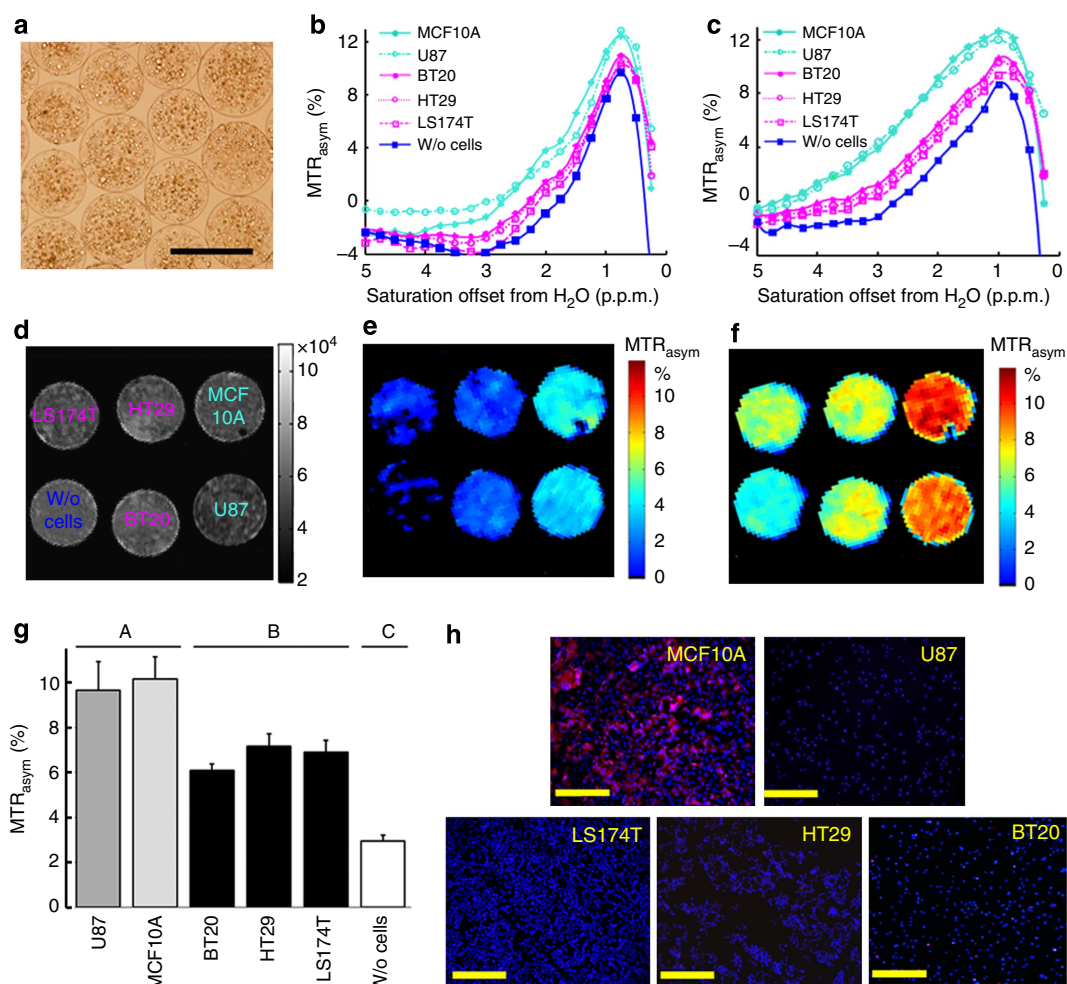 a
b
MTRasym (%)
12
8
4
0
−4
5
4
3
2
1
0
Saturation offset from H2O (p.p.m.)
MCF10A
U87
BT20
HT29
LS174T
W/o cells
c
MTRasym (%)
12
8
4
0
−4
5
4
3
2
1
0
Saturation offset from H2O (p.p.m.)
MCF10A
U87
BT20
HT29
LS174T
W/o cells
d
LS174T
HT29
MCF
10A
W/o
cells
BT20
U87
×10^4
10
8
6
4
2
e
MTRasym
%
10
8
6
4
2
0
f
MTRasym
%
10
8
6
4
2
0
g
A
B
C
MTRasym (%)
10
8
6
4
2
0
U87
MCF10A
BT20
HT29
LS174T
W/o cells
h
MCF10A
U87
LS174T
HT29
BT20